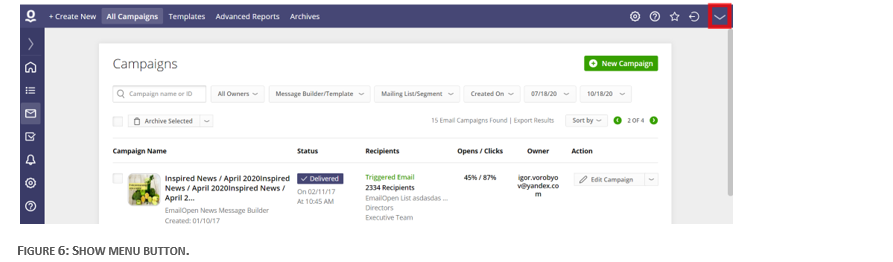 + Create New All Campaigns Templates Advanced Reports Archives
Campaigns
New Campaign
Campaign name or ID All Owners Message Builder/Template Mailing List/Segment Created On 07/18/20 10/18/20
Archive Selected 15 Email Campaigns Found | Export Results Sort by 2 OF 4
Campaign Name Status Recipients Opens / Clicks Owner Action
Inspired News / April 2020Inspired
News / April 2020Inspired News /
April 2...
EmailOpen News Message Builder
Created: 01/10/17
Delivered
On 02/11/17
At 10:45 AM
Triggered Email
2334 Recipients
EmailOpen List asdasdas ...
Directors
Executive Team
45% / 87%
igor.vorobyo
v@yandex.co
m
Edit Campaign
FIGURE 6: SHOW MENU BUTTON.